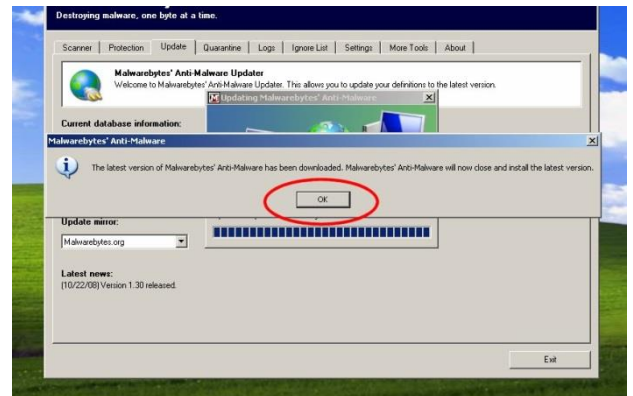 Destroying malware, one byte at a time.
Scanner Protection Update Quarantine Logs Ignore List Settings More Tools About
Malwarebytes' Anti-Malware Updater
Welcome to Malwarebytes' Anti-Malware Updater. This allows you to update your definitions to the latest version.
Updating Malwarebytes' Anti-Malware
Current database information:
Malwarebytes' Anti-Malware
The latest version of Malwarebytes' Anti-Malware has been downloaded. Malwarebytes' Anti-Malware will now close and install the latest version.
OK
Update mirror:
Malwarebytes.org
Latest news:
(10/22/08) Version 1.30 released.
Exit